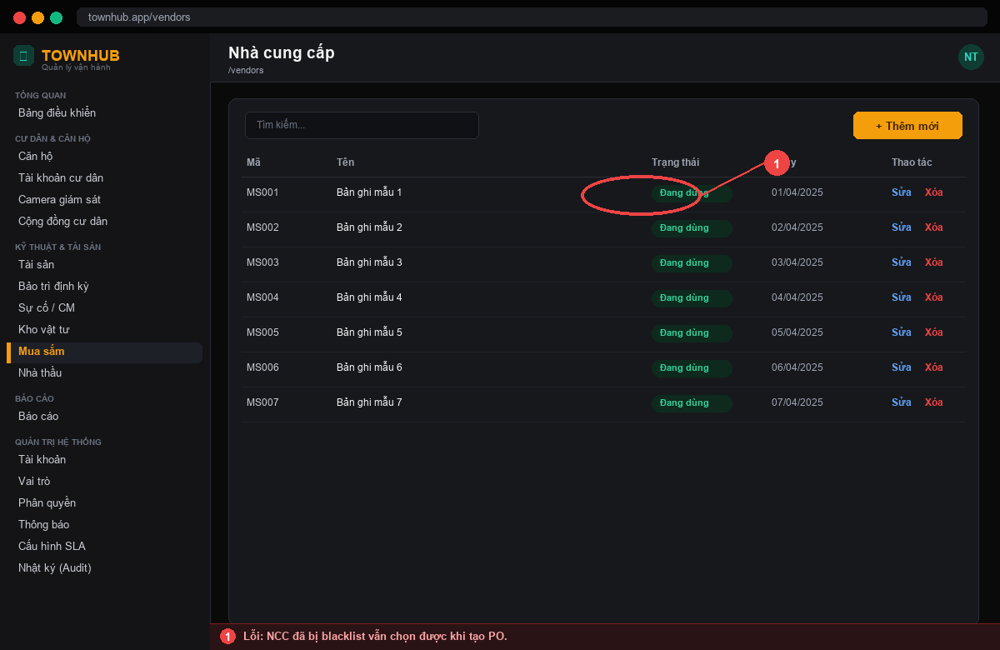 townhub.app/vendors
TOWNHUB
Quản lý vận hành
TỔNG QUAN
Bảng điều khiển
CƯ DÂN & CĂN HỘ
Căn hộ
Tài khoản cư dân
Camera giám sát
Cộng đồng cư dân
KỸ THUẬT & TÀI SẢN
Tài sản
Bảo trì định kỳ
Sự cố / CM
Kho vật tư
Mua sắm
Nhà thầu
BÁO CÁO
Báo cáo
QUẢN TRỊ HỆ THỐNG
Tài khoản
Vai trò
Phân quyền
Thông báo
Cấu hình SLA
Nhật ký (Audit)
Nhà cung cấp
/vendors
NT
Tìm kiếm...
+ Thêm mới
Mã Tên Trạng thái 1 Thao tác
MS001 Bản ghi mẫu 1 Đang dùng 01/04/2025 Sửa Xóa
MS002 Bản ghi mẫu 2 Đang dùng 02/04/2025 Sửa Xóa
MS003 Bản ghi mẫu 3 Đang dùng 03/04/2025 Sửa Xóa
MS004 Bản ghi mẫu 4 Đang dùng 04/04/2025 Sửa Xóa
MS005 Bản ghi mẫu 5 Đang dùng 05/04/2025 Sửa Xóa
MS006 Bản ghi mẫu 6 Đang dùng 06/04/2025 Sửa Xóa
MS007 Bản ghi mẫu 7 Đang dùng 07/04/2025 Sửa Xóa
1 Lỗi: NCC đã bị blacklist vẫn chọn được khi tạo PO.